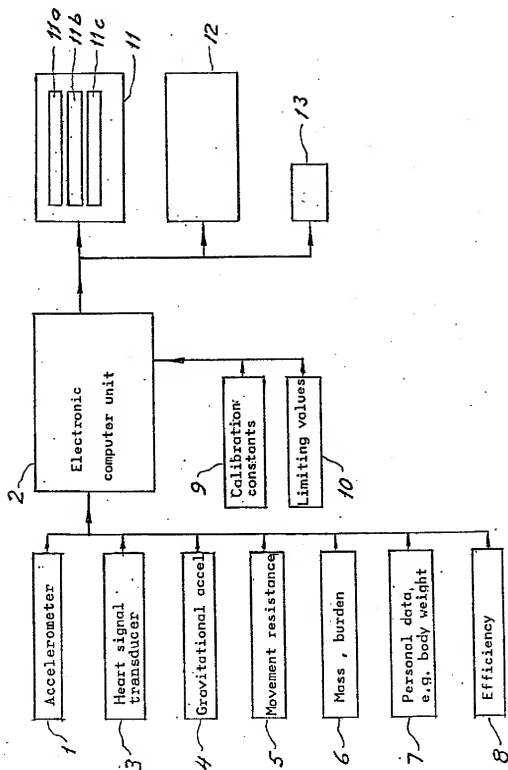 11a
11b
11c
11
12
13
2
Electronic
computer unit
9
Calibration
constants
Limiting values
10
Accelerometer
1
Heart signal
transducer
3
Gravitational accel
4
Movement resistance
5
Mass , burden
6
Personal data,
e.g. body weight
7
Efficiency
8